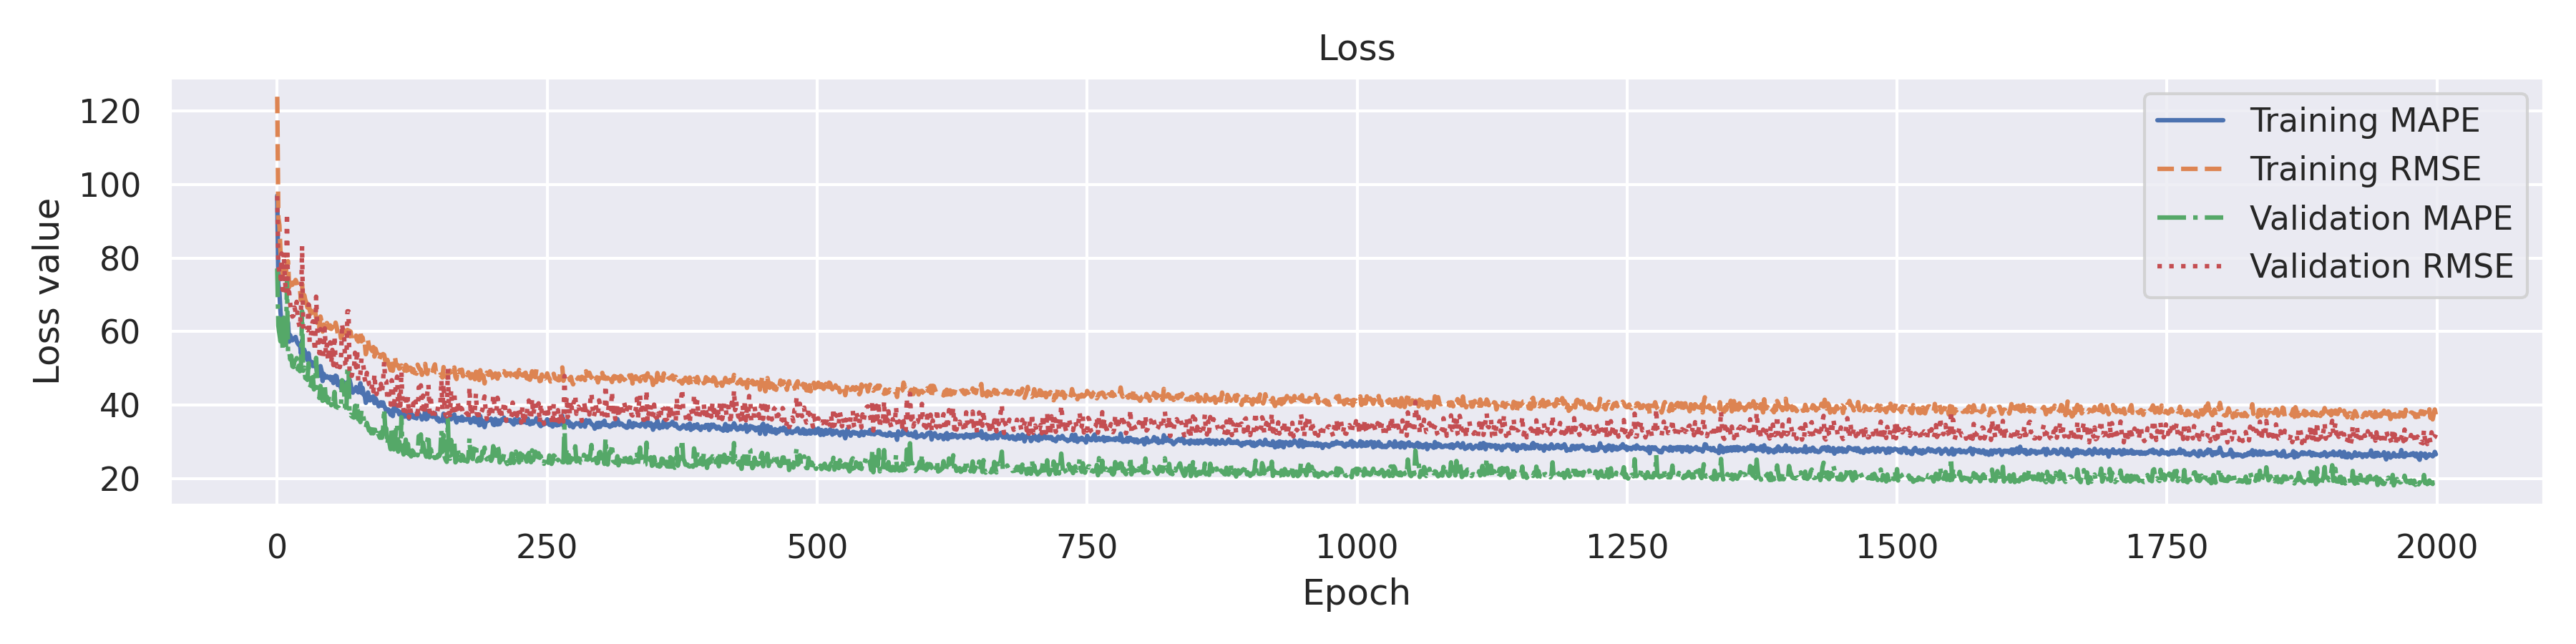 Loss
Loss value
120
100
80
60
40
20
Training MAPE
Training RMSE
Validation MAPE
Validation RMSE
0 250 500 750 1000 1250 1500 1750 2000
Epoch